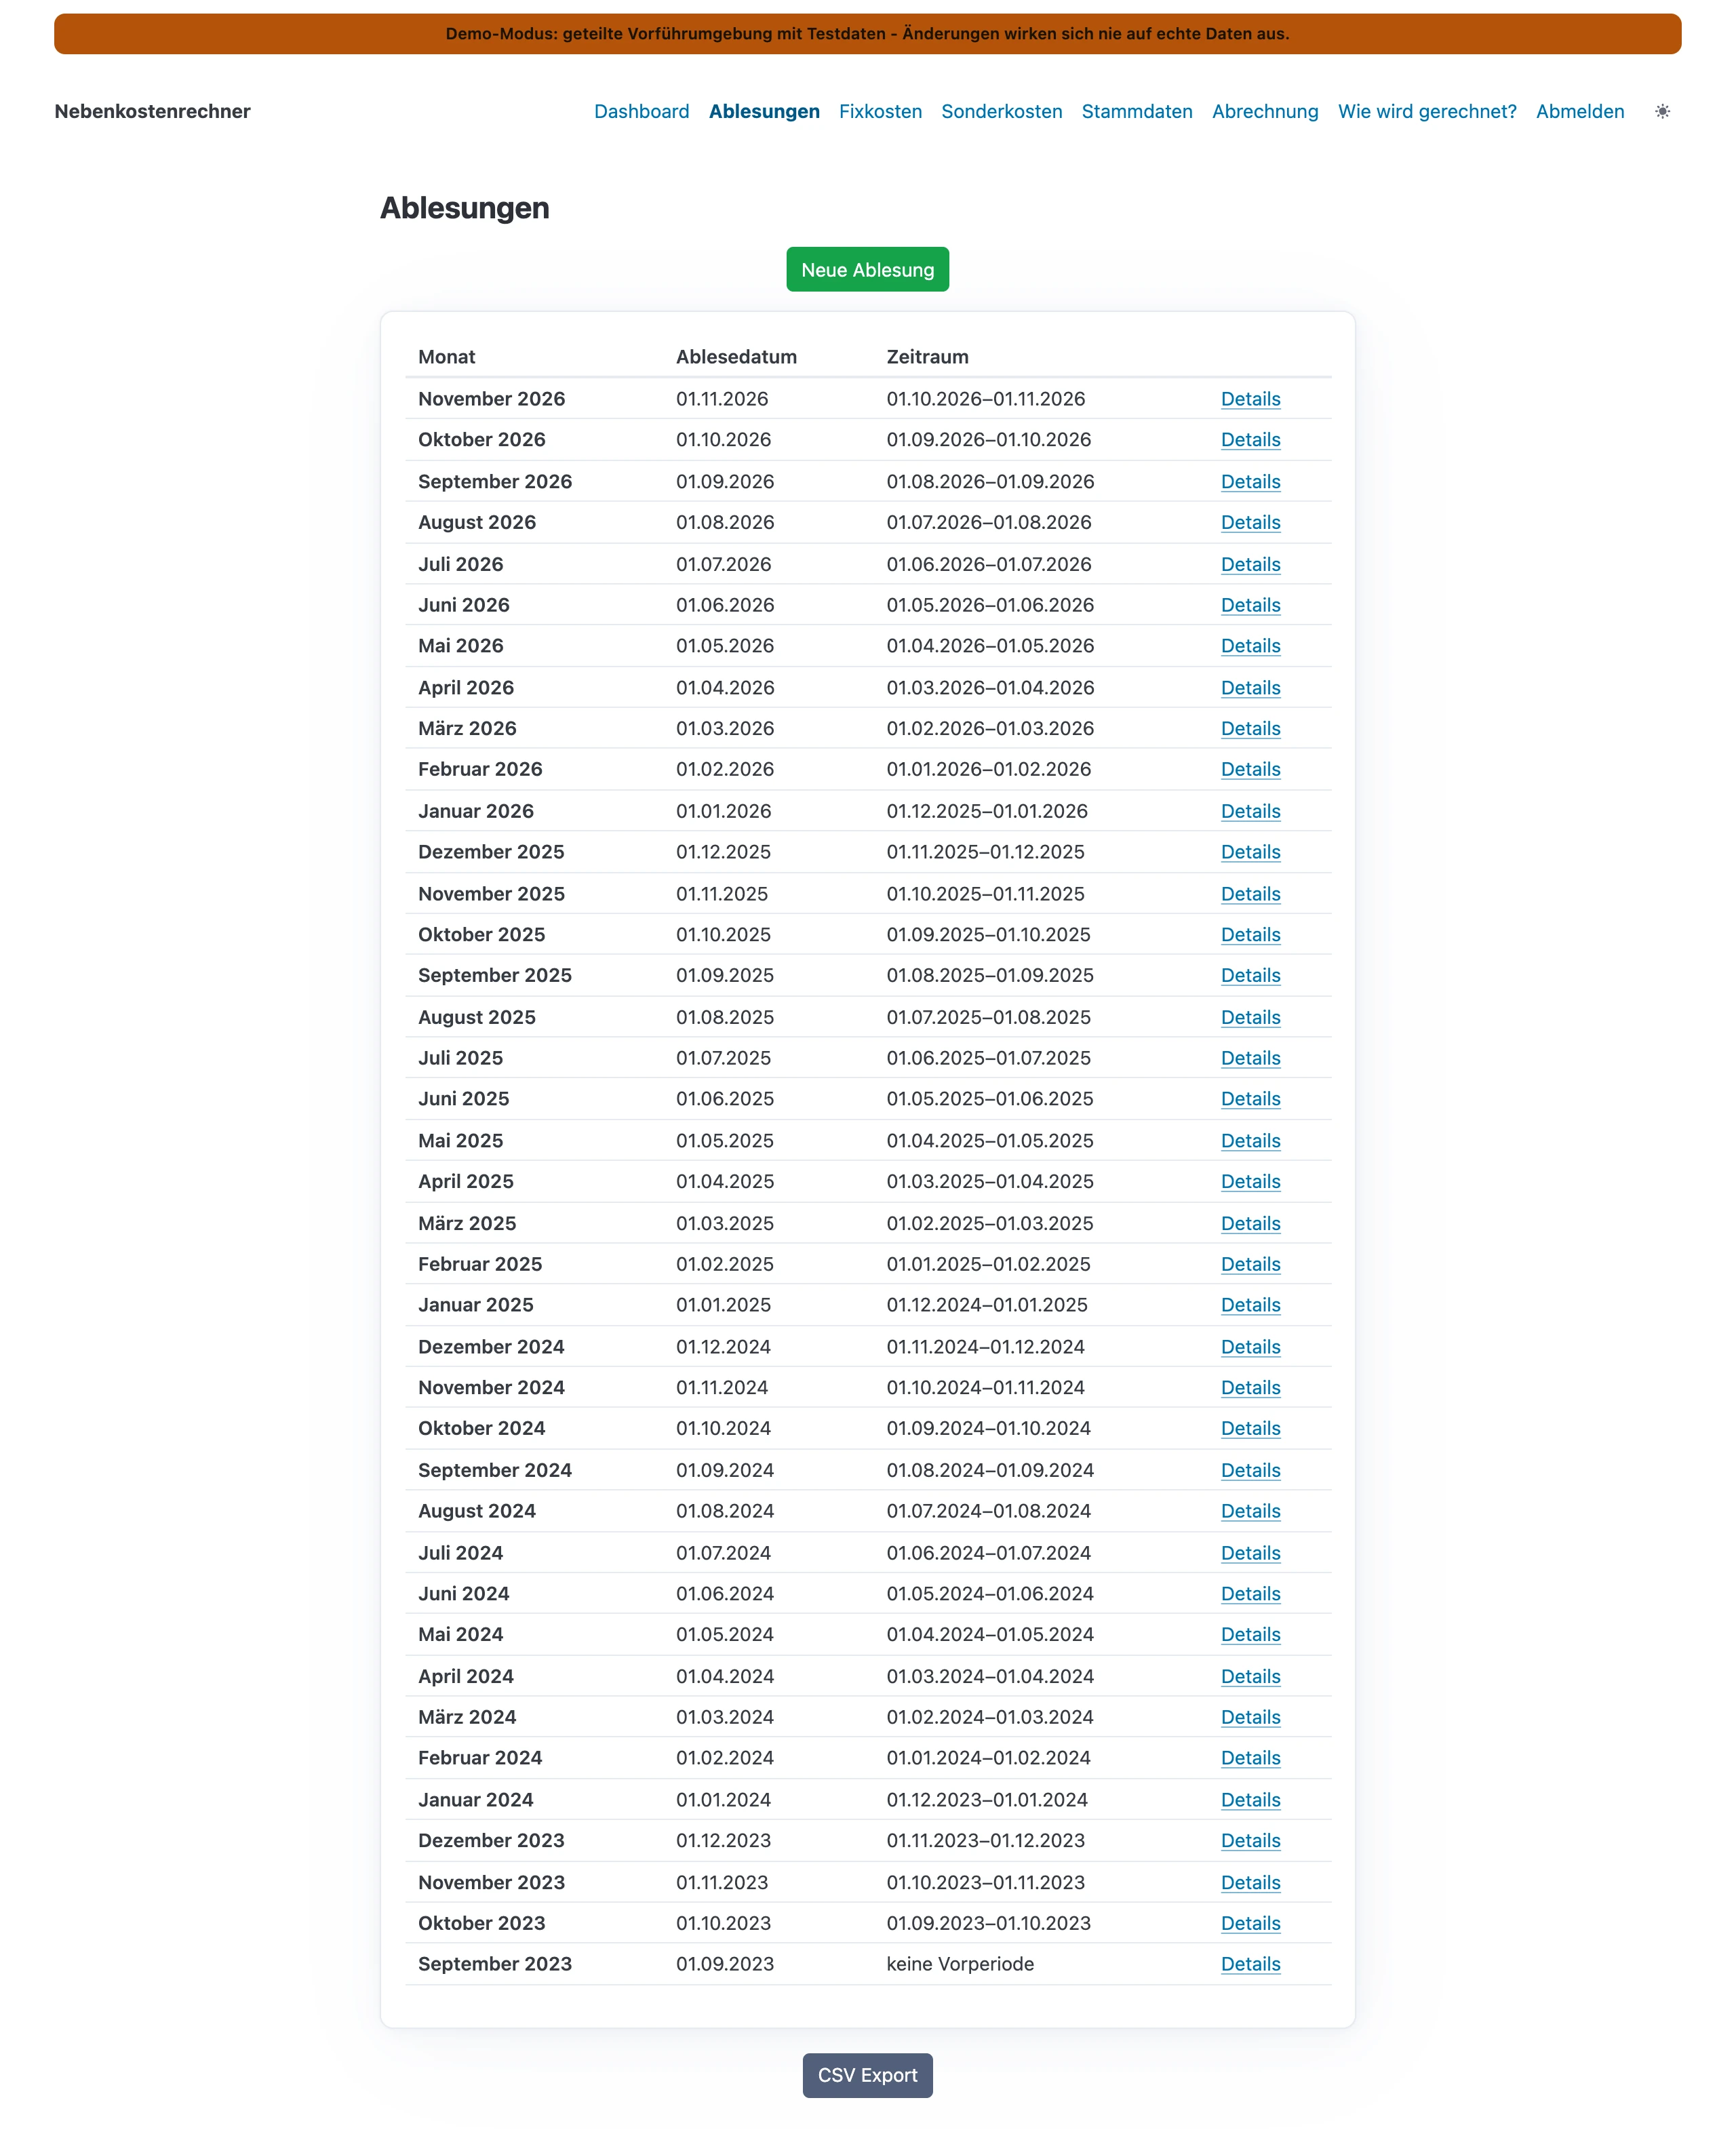 Demo-Modus: geteilte Vorführumgebung mit Testdaten - Änderungen wirken sich nie auf echte Daten aus.
Nebenkostenrechner Dashboard Ablesungen Fixkosten Sonderkosten Stammdaten Abrechnung Wie wird gerechnet? Abmelden
Ablesungen
Neue Ablesung
Monat Ablesedatum Zeitraum
November 2026 01.11.2026 01.10.2026–01.11.2026 Details
Oktober 2026 01.10.2026 01.09.2026–01.10.2026 Details
September 2026 01.09.2026 01.08.2026–01.09.2026 Details
August 2026 01.08.2026 01.07.2026–01.08.2026 Details
Juli 2026 01.07.2026 01.06.2026–01.07.2026 Details
Juni 2026 01.06.2026 01.05.2026–01.06.2026 Details
Mai 2026 01.05.2026 01.04.2026–01.05.2026 Details
April 2026 01.04.2026 01.03.2026–01.04.2026 Details
März 2026 01.03.2026 01.02.2026–01.03.2026 Details
Februar 2026 01.02.2026 01.01.2026–01.02.2026 Details
Januar 2026 01.01.2026 01.12.2025–01.01.2026 Details
Dezember 2025 01.12.2025 01.11.2025–01.12.2025 Details
November 2025 01.11.2025 01.10.2025–01.11.2025 Details
Oktober 2025 01.10.2025 01.09.2025–01.10.2025 Details
September 2025 01.09.2025 01.08.2025–01.09.2025 Details
August 2025 01.08.2025 01.07.2025–01.08.2025 Details
Juli 2025 01.07.2025 01.06.2025–01.07.2025 Details
Juni 2025 01.06.2025 01.05.2025–01.06.2025 Details
Mai 2025 01.05.2025 01.04.2025–01.05.2025 Details
April 2025 01.04.2025 01.03.2025–01.04.2025 Details
März 2025 01.03.2025 01.02.2025–01.03.2025 Details
Februar 2025 01.02.2025 01.01.2025–01.02.2025 Details
Januar 2025 01.01.2025 01.12.2024–01.01.2025 Details
Dezember 2024 01.12.2024 01.11.2024–01.12.2024 Details
November 2024 01.11.2024 01.10.2024–01.11.2024 Details
Oktober 2024 01.10.2024 01.09.2024–01.10.2024 Details
September 2024 01.09.2024 01.08.2024–01.09.2024 Details
August 2024 01.08.2024 01.07.2024–01.08.2024 Details
Juli 2024 01.07.2024 01.06.2024–01.07.2024 Details
Juni 2024 01.06.2024 01.05.2024–01.06.2024 Details
Mai 2024 01.05.2024 01.04.2024–01.05.2024 Details
April 2024 01.04.2024 01.03.2024–01.04.2024 Details
März 2024 01.03.2024 01.02.2024–01.03.2024 Details
Februar 2024 01.02.2024 01.01.2024–01.02.2024 Details
Januar 2024 01.01.2024 01.12.2023–01.01.2024 Details
Dezember 2023 01.12.2023 01.11.2023–01.12.2023 Details
November 2023 01.11.2023 01.10.2023–01.11.2023 Details
Oktober 2023 01.10.2023 01.09.2023–01.10.2023 Details
September 2023 01.09.2023 keine Vorperiode Details
CSV Export